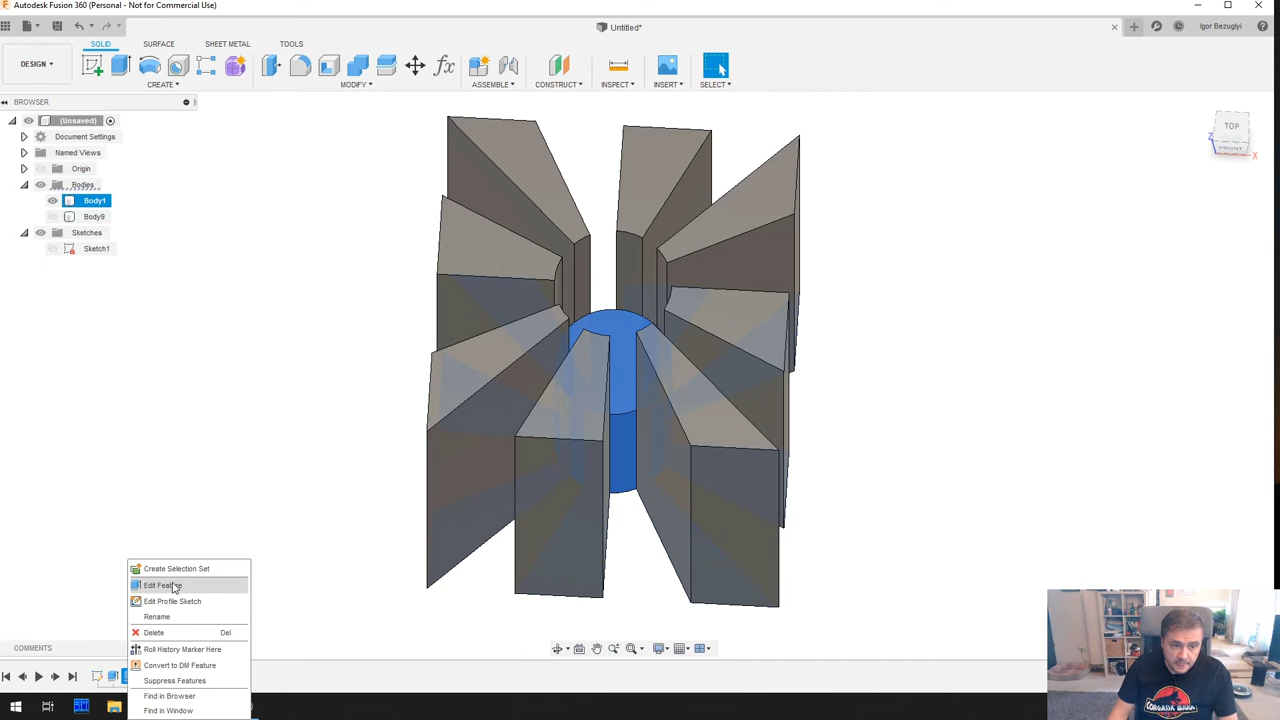 Autodesk Fusion 360 (Personal - Not for Commercial Use)
Untitled*
Igor Bezuglyi
DESIGN
SOLID
SURFACE
SHEET METAL
TOOLS
CREATE
MODIFY
ASSEMBLE
CONSTRUCT
INSPECT
INSERT
SELECT
BROWSER
(Unsaved)
Document Settings
Named Views
Origin
Bodies
Body1
Body9
Sketches
Sketch1
TOP
FRONT
Z
X
Create Selection Set
Edit Feature
Edit Profile Sketch
Rename
Delete Del
Roll History Marker Here
Convert to DM Feature
Suppress Features
Find in Browser
Find in Window
COMMENTS